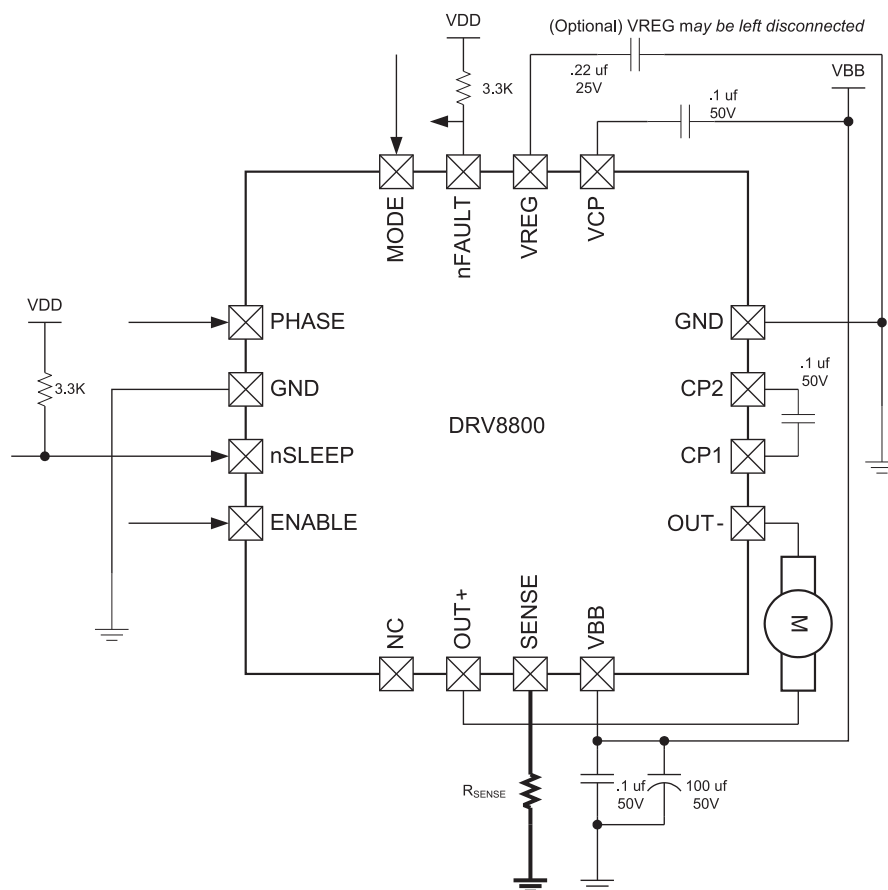 VDD
(Optional) VREG may be left disconnected
.22 uf
25V
3.3K
VBB
.1 uf
50V
MODE
nFAULT
VREG
VCP
VDD
3.3K
PHASE
GND
nSLEEP
ENABLE
DRV8800
GND
CP2
CP1
OUT-
.1 uf
50V
NC
OUT+
SENSE
VBB
M
RSENSE
.1 uf
50V
100 uf
50V